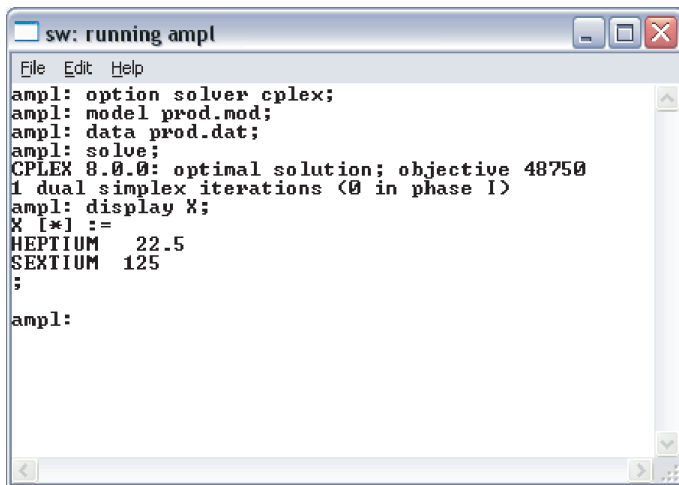 sw: running ampl
File Edit Help
ampl: option solver cplex;
ampl: model prod.mod;
ampl: data prod.dat;
ampl: solve;
CPLEX 8.0.0: optimal solution; objective 48750
1 dual simplex iterations (0 in phase I)
ampl: display X;
X [*] :=
HEPTIUM   22.5
SEXTIUM  125
;
ampl: